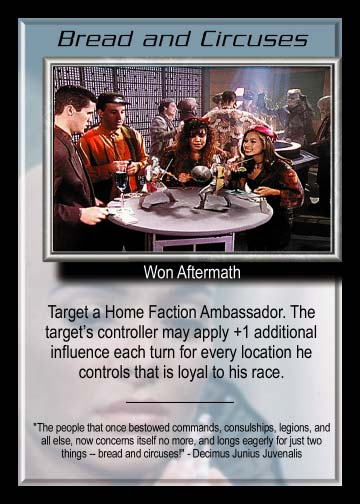 Bread and Circuses
Won Aftermath
Target a Home Faction Ambassador. The
target's controller may apply +1 additional
influence each turn for every location he
controls that is loyal to his race.
"The people that once bestowed commands, consulships, legions, and
all else, now concerns itself no more, and longs eagerly for just two
things -- bread and circuses!" - Decimus Junius Juvenalis